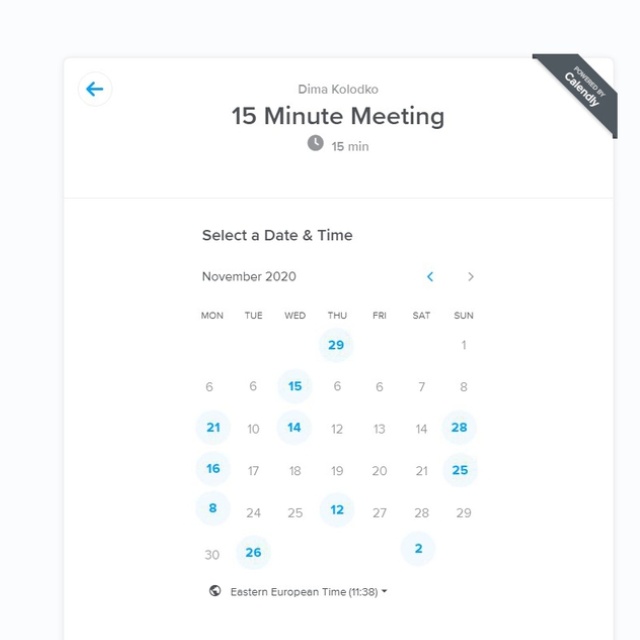 POWERED BY
Calendly
Dima Kolodko
15 Minute Meeting
15 min
Select a Date & Time
November 2020
MON TUE WED THU FRI SAT SUN
29 1
6 6 15 6 6 7 8
21 10 14 12 13 14 28
16 17 18 19 20 21 25
8 24 25 12 27 28 29
30 26 2
Eastern European Time (11:38)